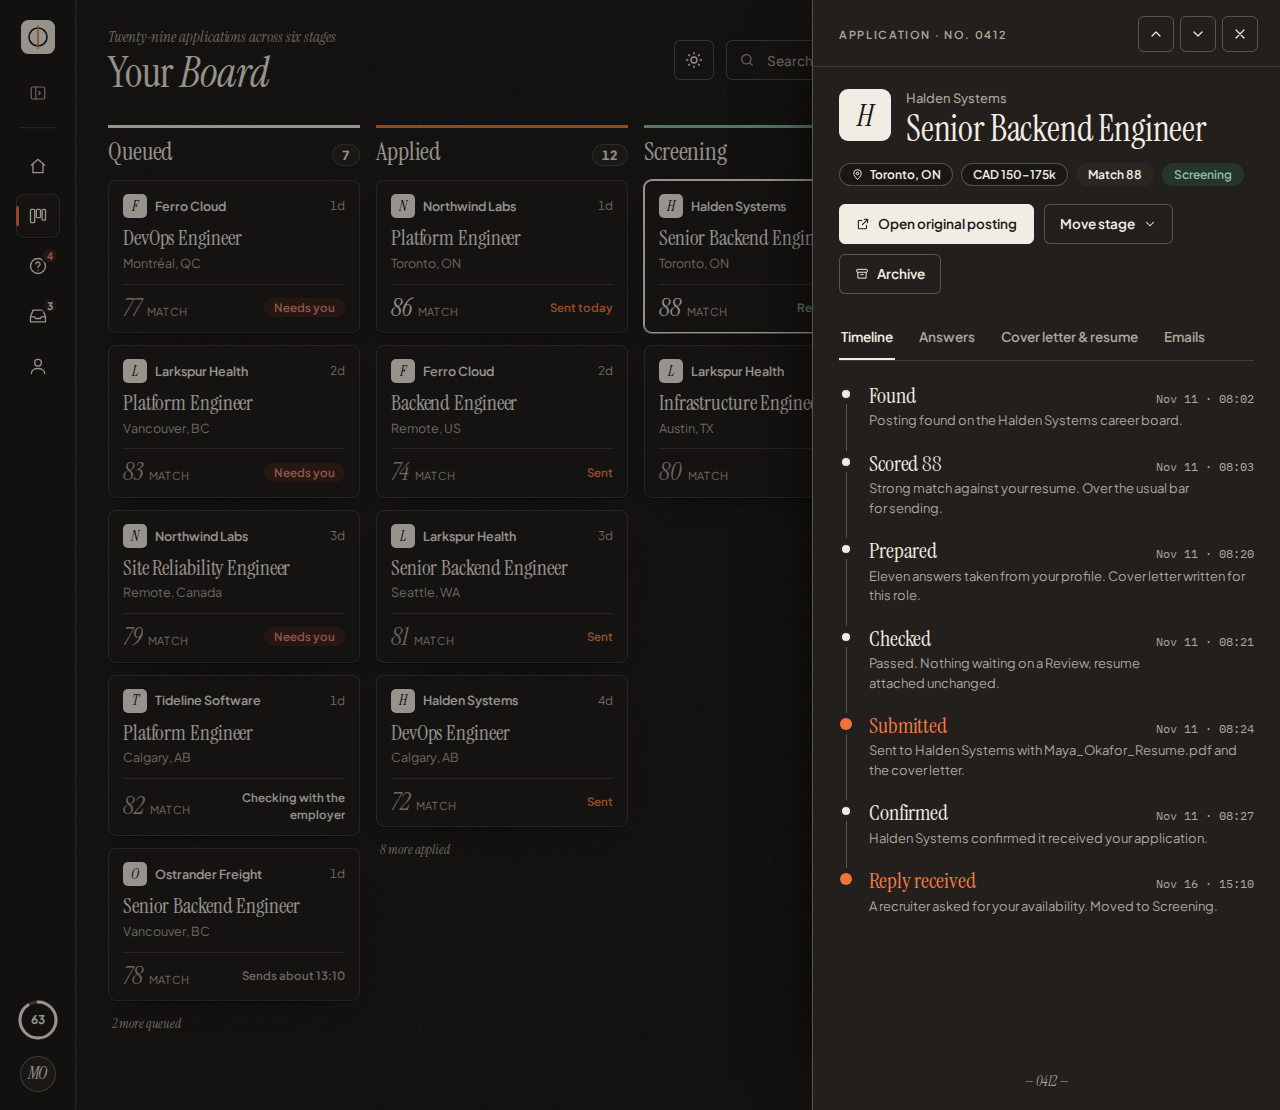 Twenty-nine applications across six stages
Your Board
Search
4
3
63
MO
Queued
7
F
Ferro Cloud
1d
DevOps Engineer
Montréal, QC
77 MATCH
Needs you
L
Larkspur Health
2d
Platform Engineer
Vancouver, BC
83 MATCH
Needs you
N
Northwind Labs
3d
Site Reliability Engineer
Remote, Canada
79 MATCH
Needs you
T
Tideline Software
1d
Platform Engineer
Calgary, AB
82 MATCH
Checking with the
employer
O
Ostrander Freight
1d
Senior Backend Engineer
Vancouver, BC
78 MATCH
Sends about 13:10
2 more queued
Applied
12
N
Northwind Labs
1d
Platform Engineer
Toronto, ON
86 MATCH
Sent today
F
Ferro Cloud
2d
Backend Engineer
Remote, US
74 MATCH
Sent
L
Larkspur Health
3d
Senior Backend Engineer
Seattle, WA
81 MATCH
Sent
H
Halden Systems
4d
DevOps Engineer
Calgary, AB
72 MATCH
Sent
8 more applied
Screening
H
Halden Systems
Senior Backend Engin
Toronto, ON
88 MATCH
Re
L
Larkspur Health
Infrastructure Enginee
Austin, TX
80 MATCH
APPLICATION · NO. 0412
H
Halden Systems
Senior Backend Engineer
Toronto, ON
CAD 150–175k
Match 88
Screening
Open original posting
Move stage
Archive
Timeline
Answers
Cover letter & resume
Emails
Found
Nov 11 · 08:02
Posting found on the Halden Systems career board.
Scored 88
Nov 11 · 08:03
Strong match against your resume. Over the usual bar
for sending.
Prepared
Nov 11 · 08:20
Eleven answers taken from your profile. Cover letter written for
this role.
Checked
Nov 11 · 08:21
Passed. Nothing waiting on a Review, resume
attached unchanged.
Submitted
Nov 11 · 08:24
Sent to Halden Systems with Maya_Okafor_Resume.pdf and
the cover letter.
Confirmed
Nov 11 · 08:27
Halden Systems confirmed it received your application.
Reply received
Nov 16 · 15:10
A recruiter asked for your availability. Moved to Screening.
– 0412 –